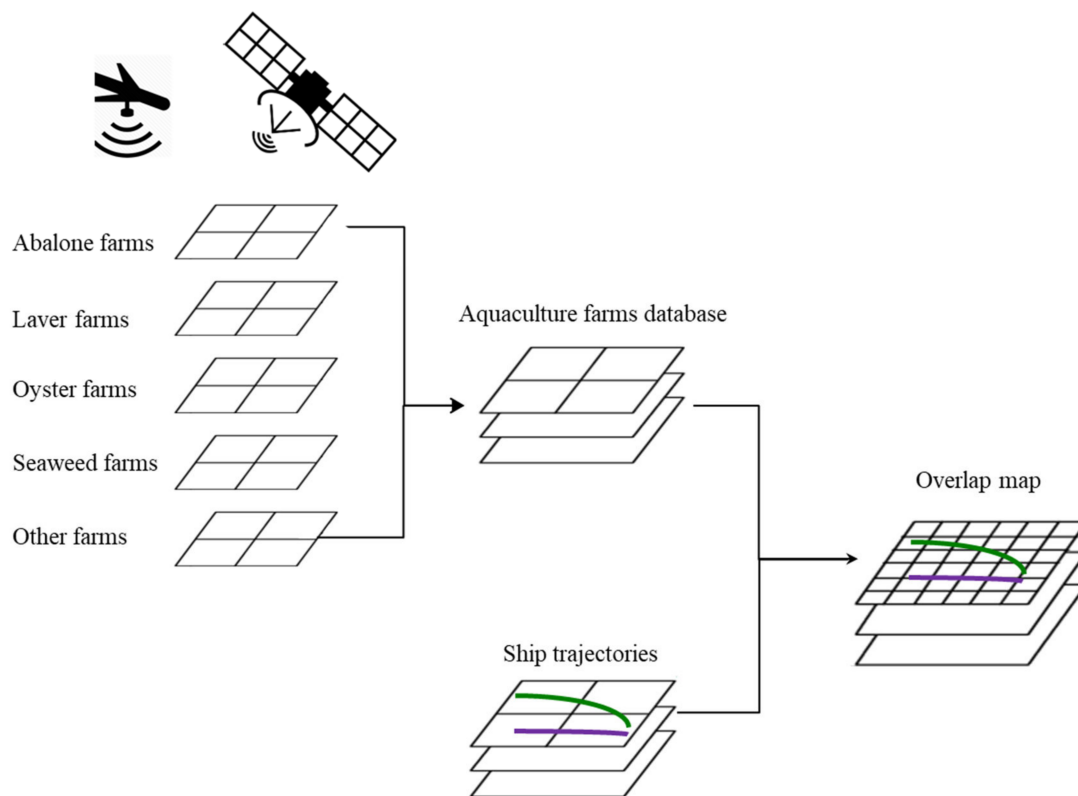 Abalone farms
Laver farms
Oyster farms
Seaweed farms
Other farms
Aquaculture farms database
Ship trajectories
Overlap map